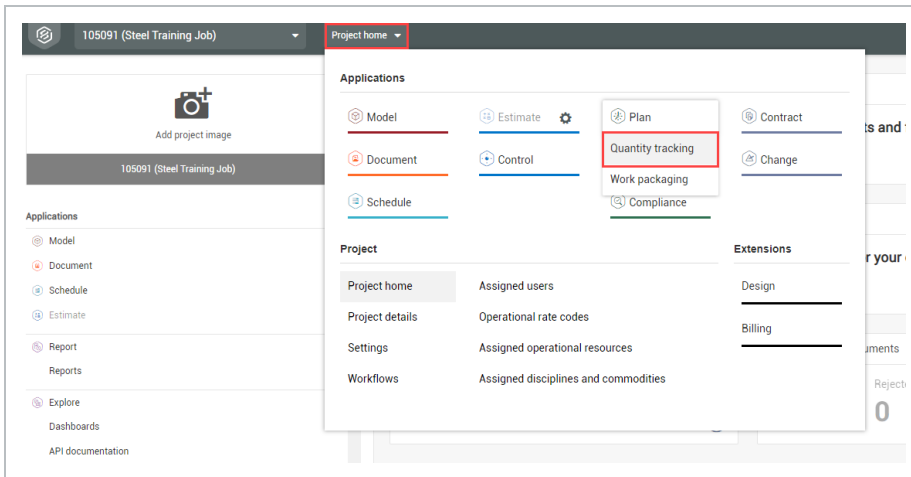 105091 (Steel Training Job)
Project home
Add project image
105091 (Steel Training Job)
Applications
Model
Document
Schedule
Estimate
Report
Reports
Explore
Dashboards
API documentation
Applications
Model
Estimate
Plan
Contract
Document
Control
Quantity tracking
Change
Work packaging
Schedule
Compliance
Project
Extensions
Project home
Assigned users
Design
Project details
Operational rate codes
Billing
Settings
Assigned operational resources
Workflows
Assigned disciplines and commodities
ts and
r your
uments
Reject
0